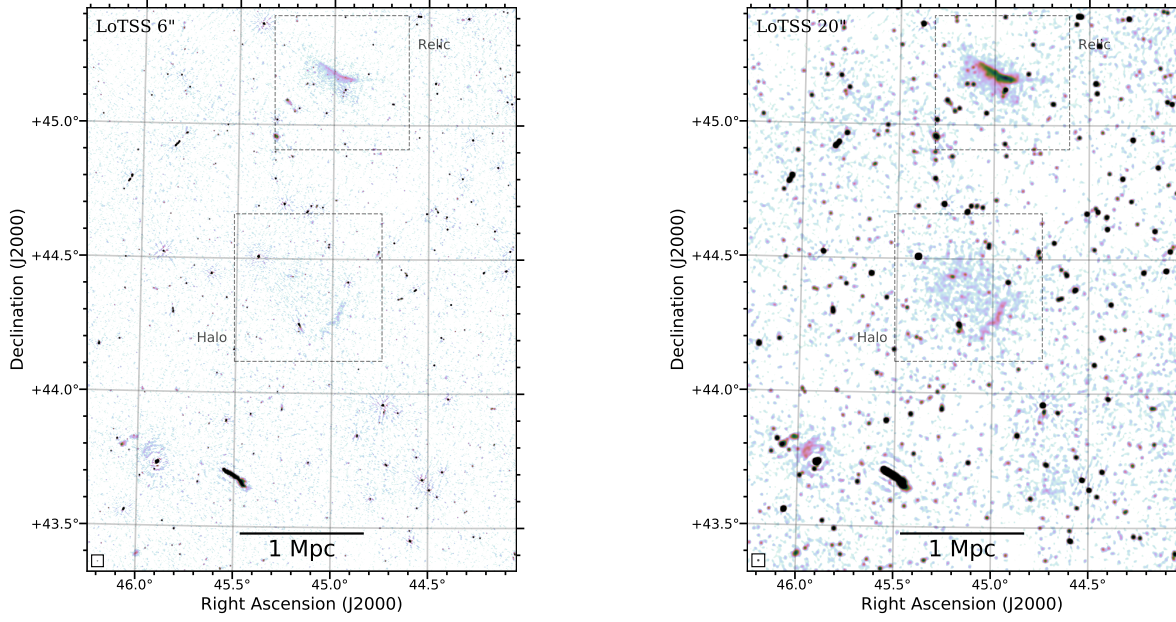 LoTSS 6"
Relic
Halo
+45.0°
+44.5°
+44.0°
+43.5°
Declination (J2000)
1 Mpc
46.0° 45.5° 45.0° 44.5°
Right Ascension (J2000)
LoTSS 20"
Relic
Halo
+45.0°
+44.5°
+44.0°
+43.5°
Declination (J2000)
1 Mpc
46.0° 45.5° 45.0° 44.5°
Right Ascension (J2000)